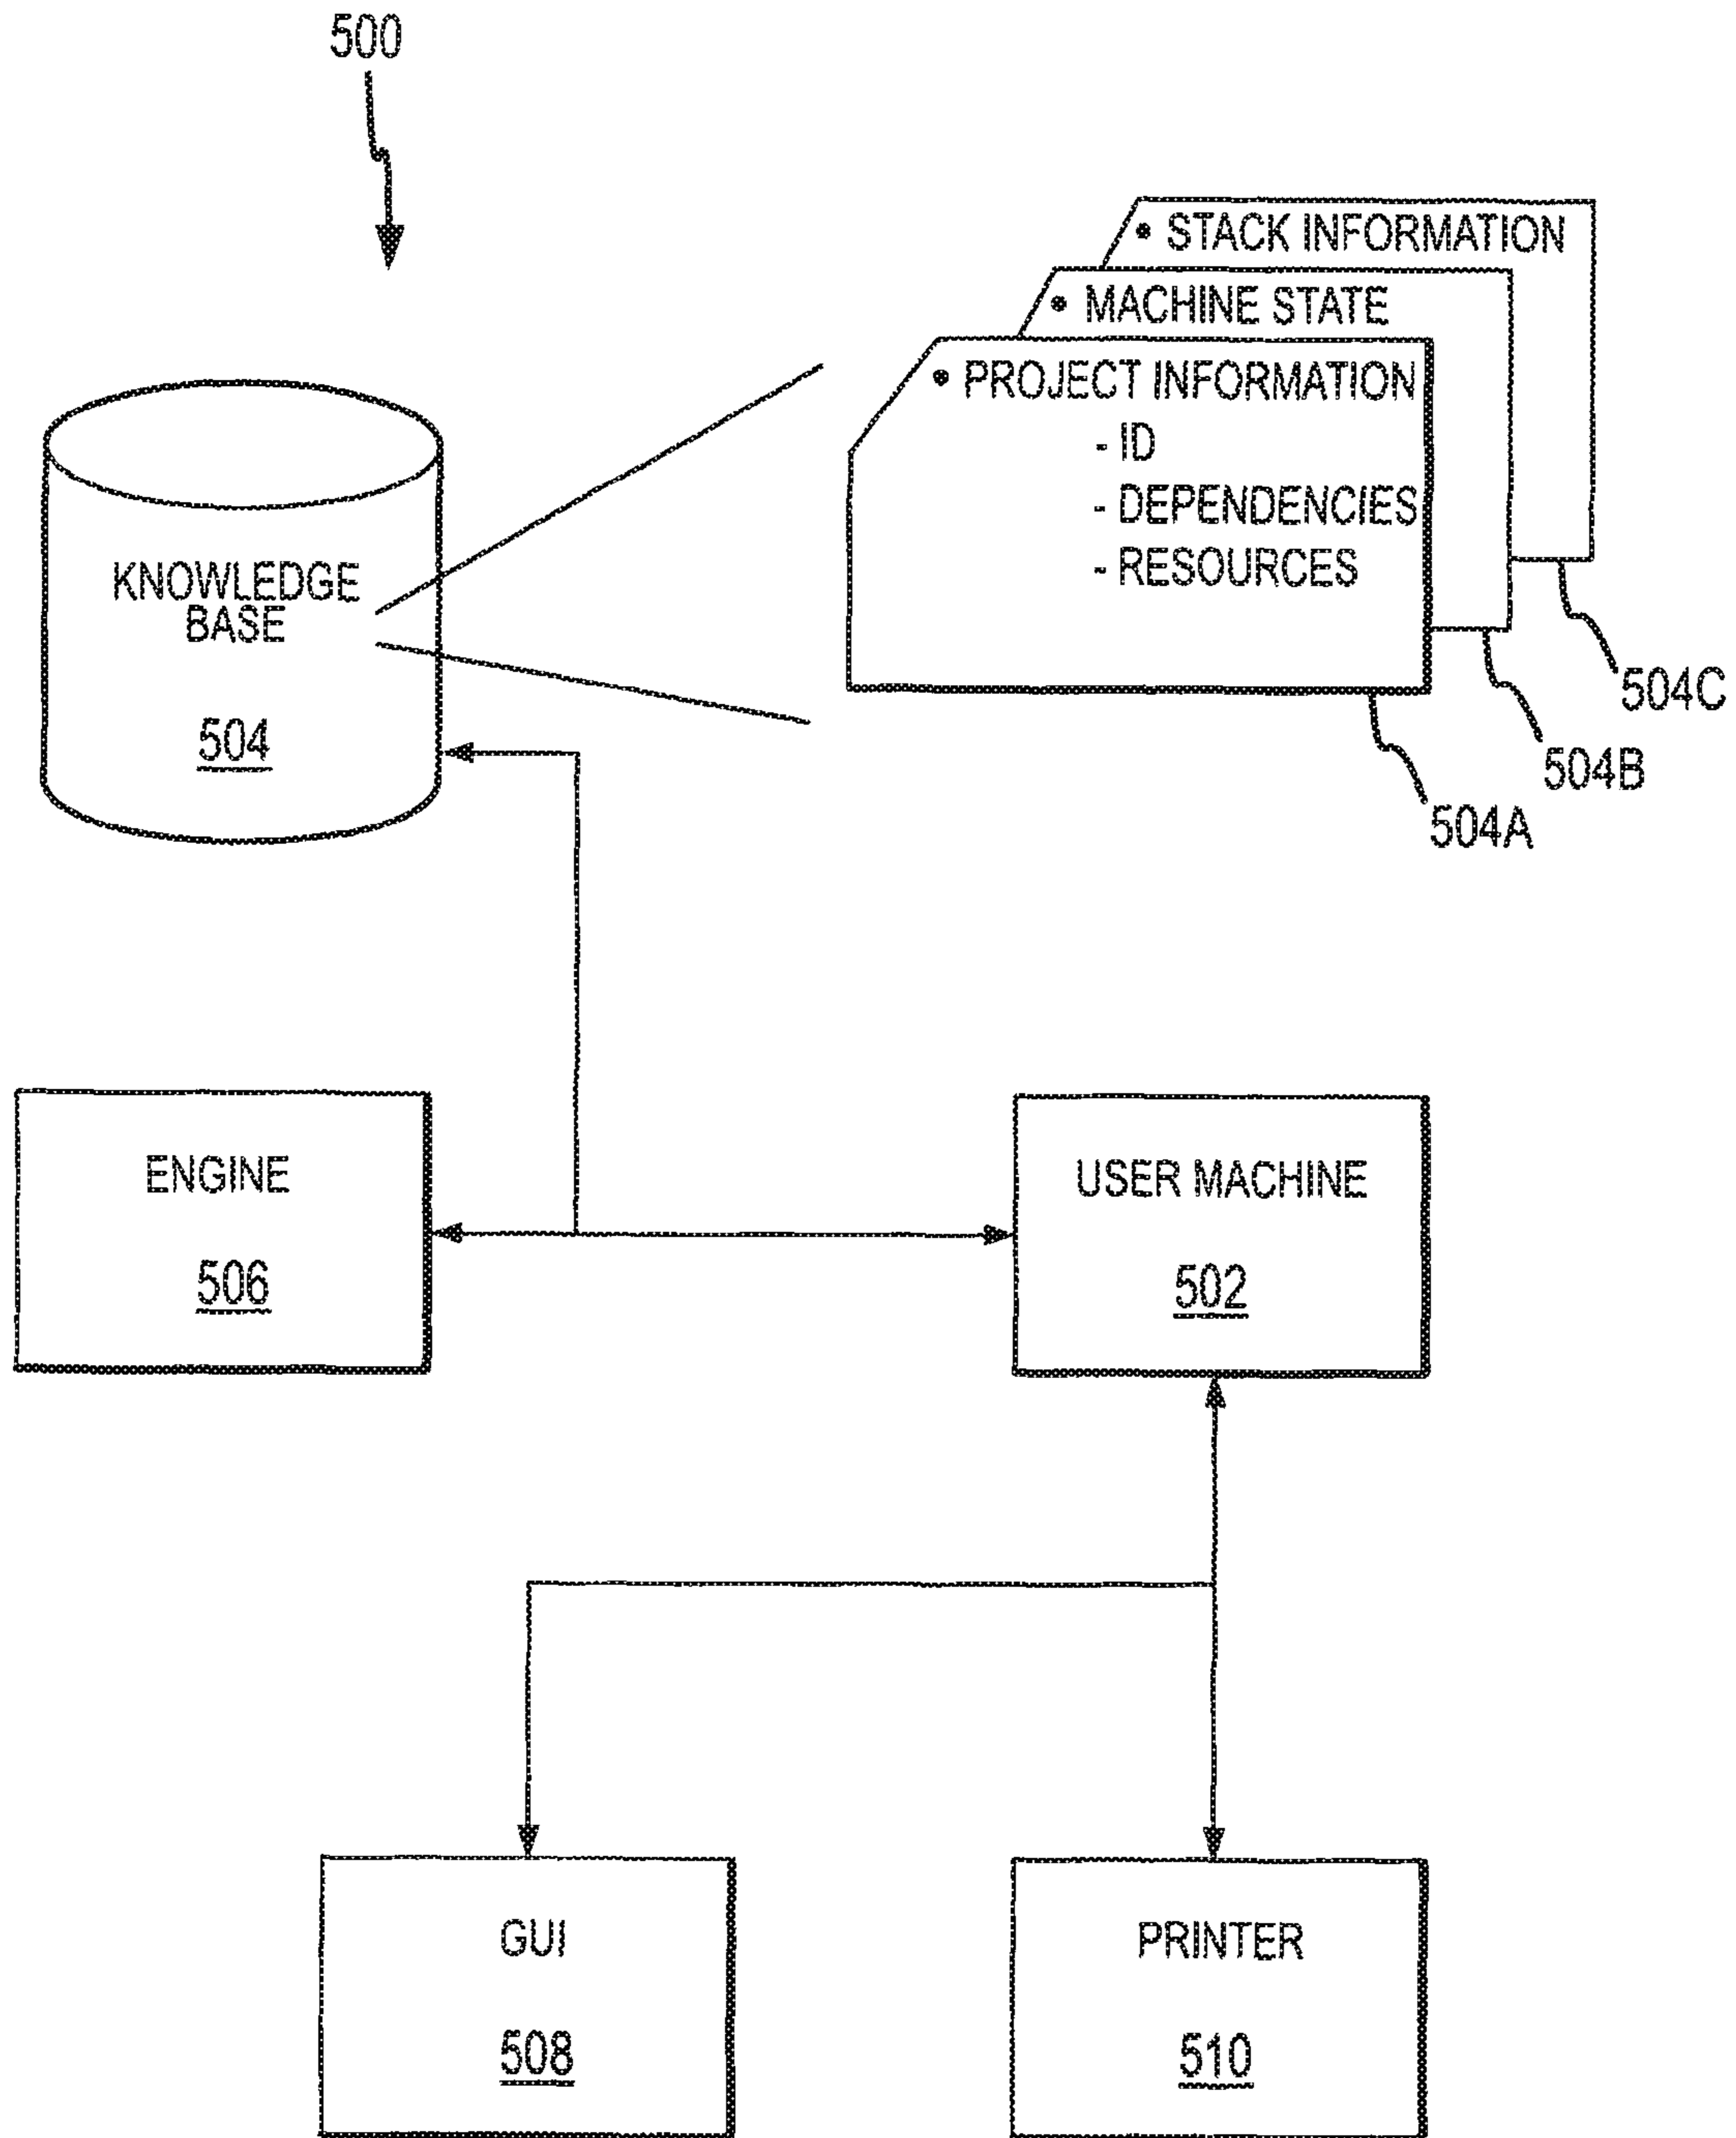 500
• STACK INFORMATION
• MACHINE STATE
• PROJECT INFORMATION
- ID
- DEPENDENCIES
- RESOURCES
KNOWLEDGE
BASE
504
504C
504B
504A
ENGINE
506
USER MACHINE
502
GUI
508
PRINTER
510